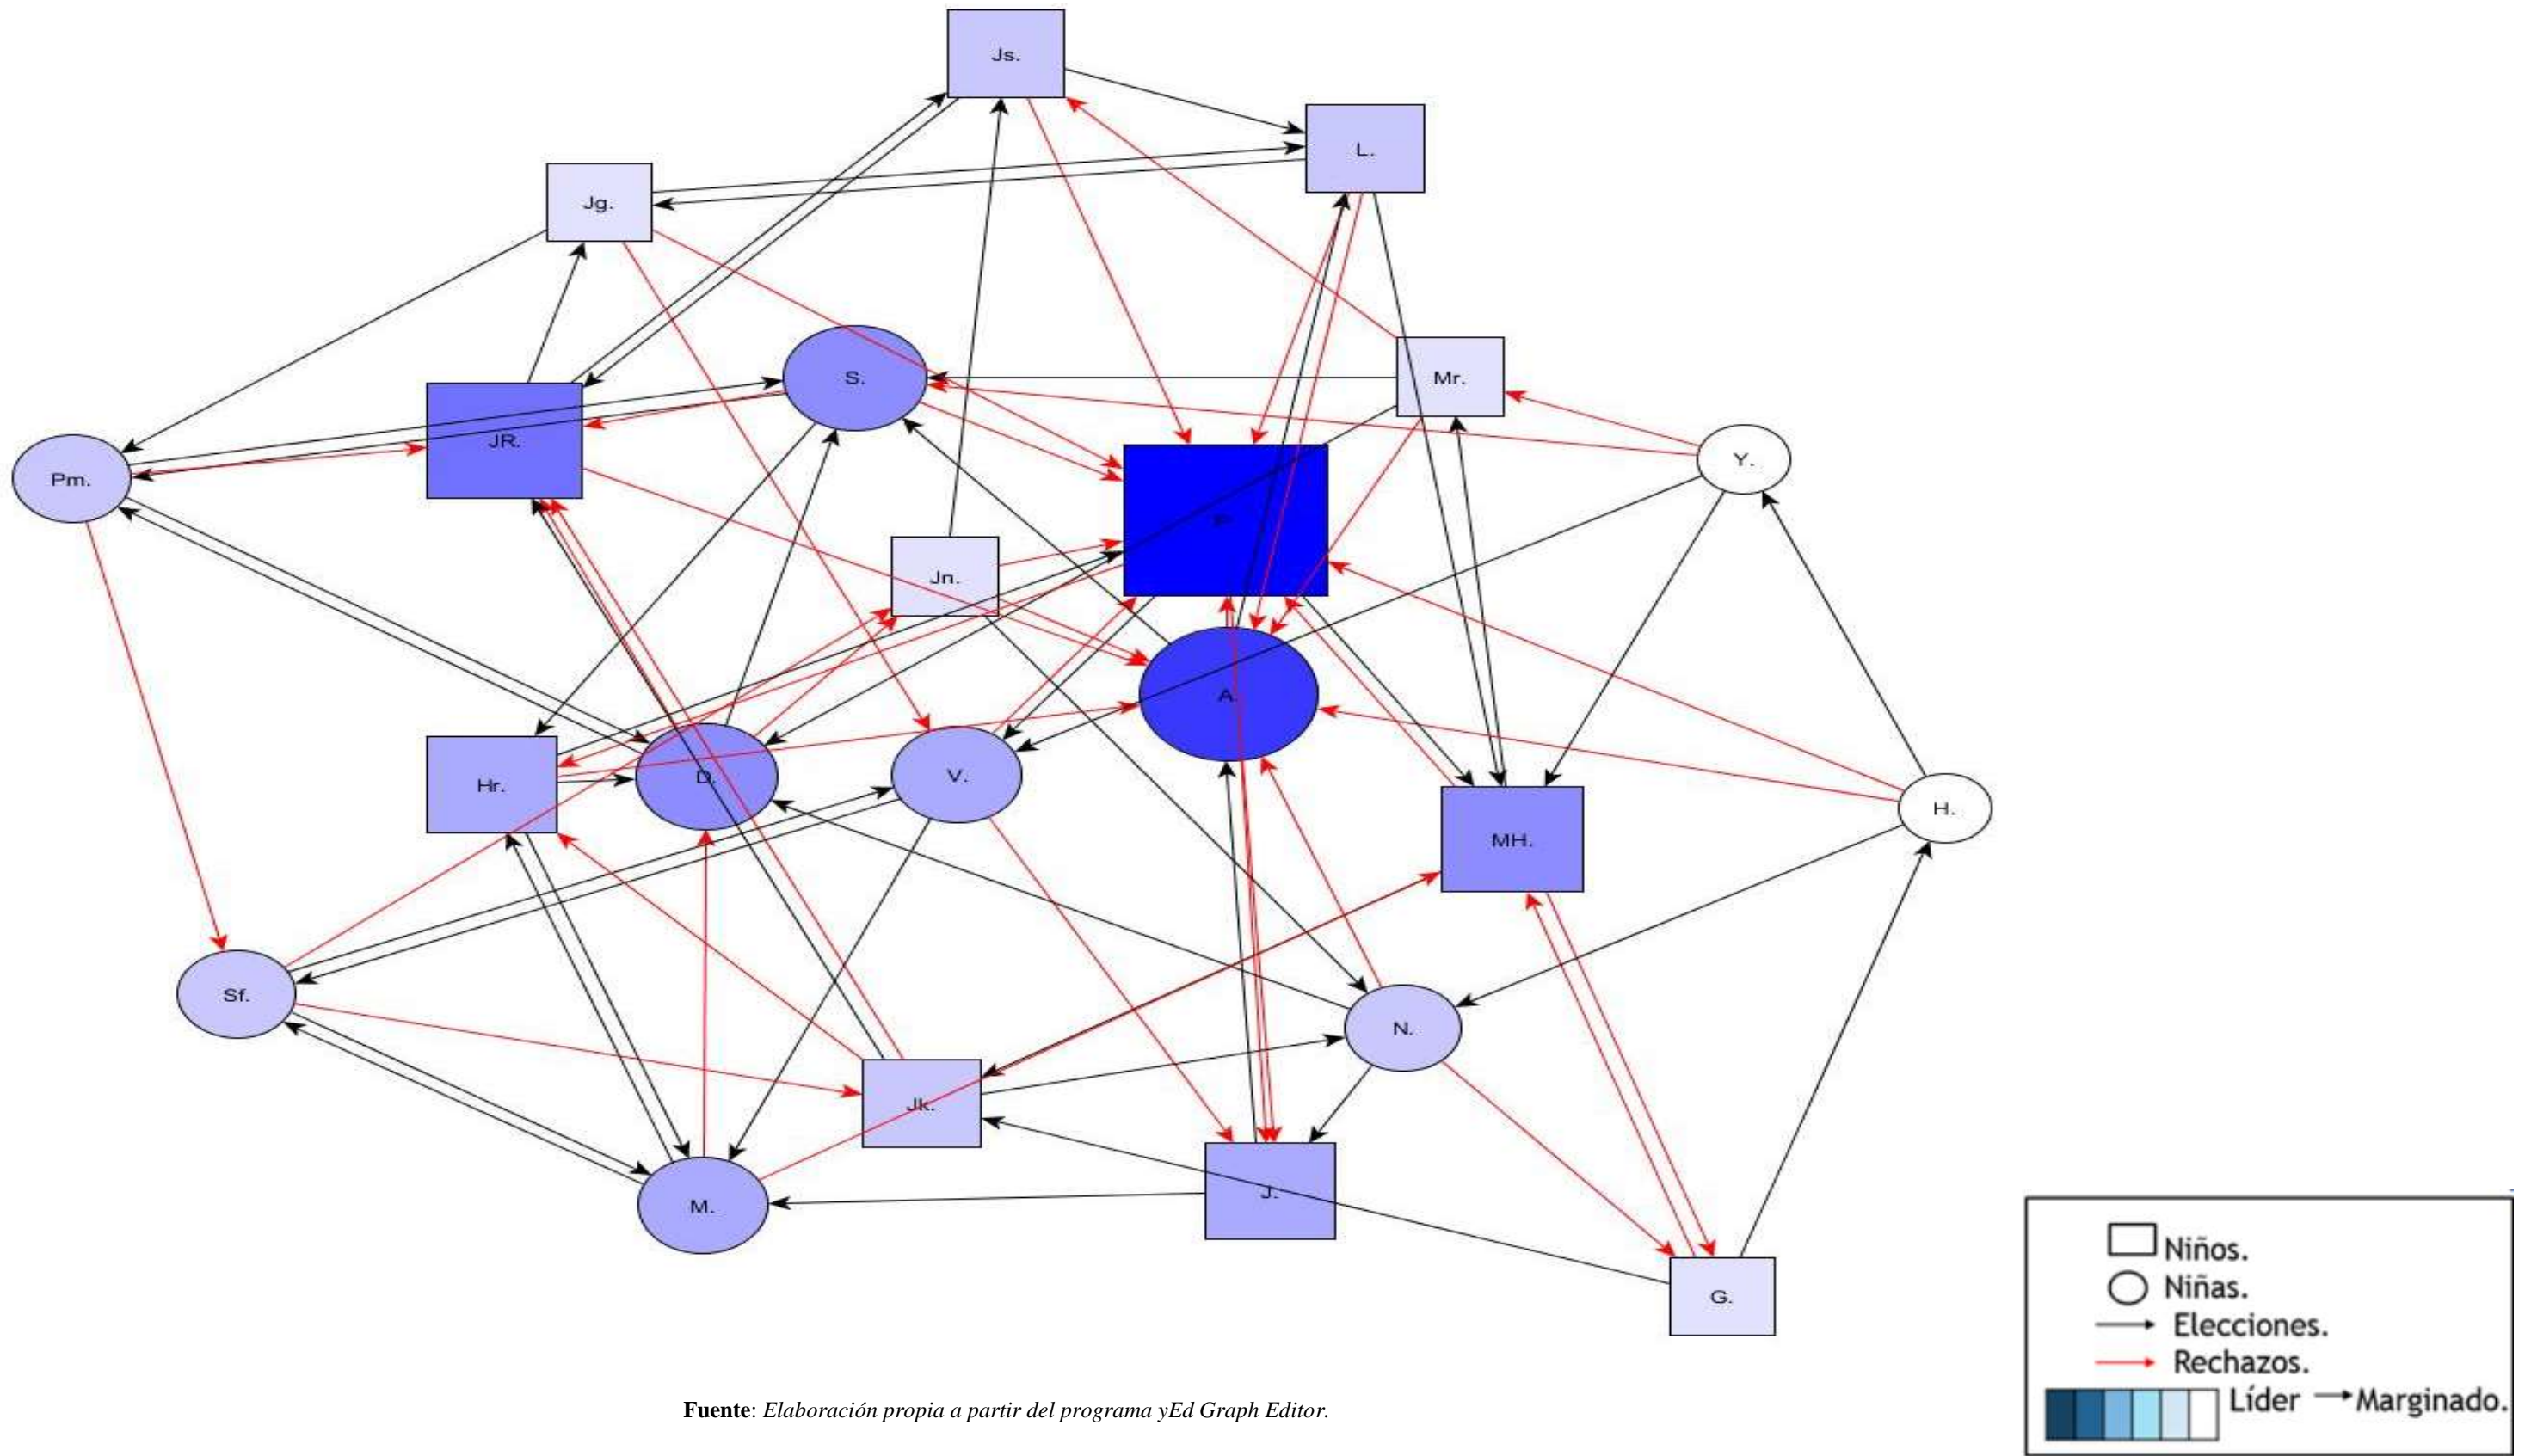 Js.
L.
Jg.
S.
Mr.
JR.
Y.
Pm.
Jn.
A.
Hr.
D.
V.
H.
MH.
Sf.
N.
Jk.
M.
J.
G.
Niños.
Niñas.
Elecciones.
Rechazos.
Líder → Marginado.
Fuente: Elaboración propia a partir del programa yEd Graph Editor.